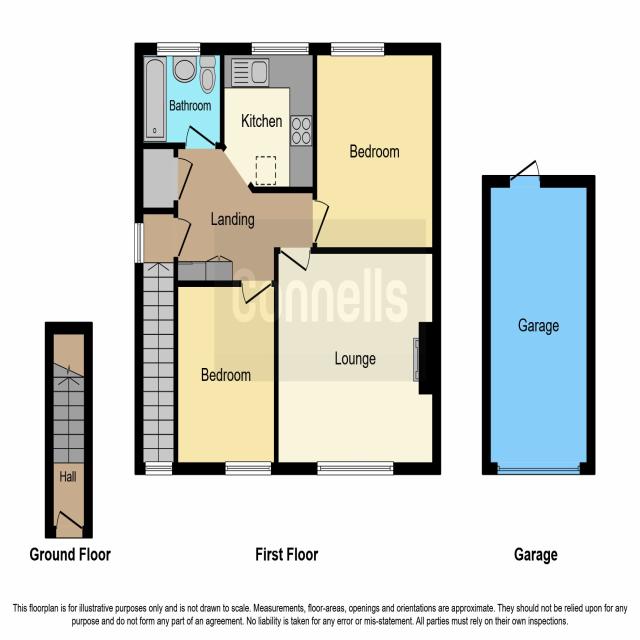 Bathroom
Kitchen
Bedroom
Landing
Connells
Garage
Bedroom
Lounge
Hall
Ground Floor
First Floor
Garage
This floorplan is for illustrative purposes only and is not drawn to scale. Measurements, floor-areas, openings and orientations are approximate. They should not be relied upon for any
purpose and do not form any part of an agreement. No liability is taken for any error or mis-statement. All parties must rely on their own inspections.